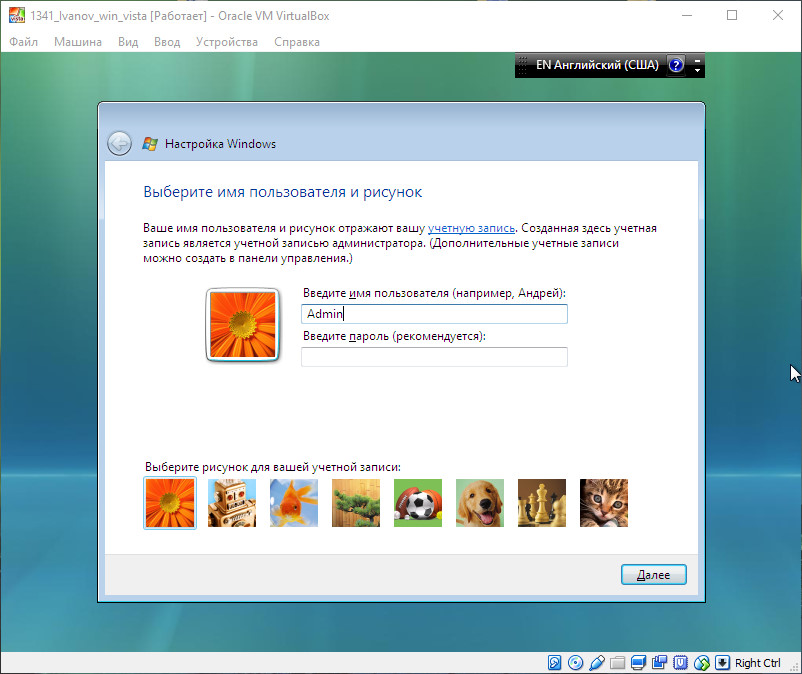 1341_Ivanov_win_vista [Работает] - Oracle VM VirtualBox
Файл Машина Вид Ввод Устройства Справка
EN Английский (США) ?
Настройка Windows
Выберите имя пользователя и рисунок
Ваше имя пользователя и рисунок отражают вашу учетную запись. Созданная здесь учетная
запись является учетной записью администратора. (Дополнительные учетные записи
можно создать в панели управления.)
Введите имя пользователя (например, Андрей):
Admin
Введите пароль (рекомендуется):
Выберите рисунок для вашей учетной записи:
Далее
Right Ctrl